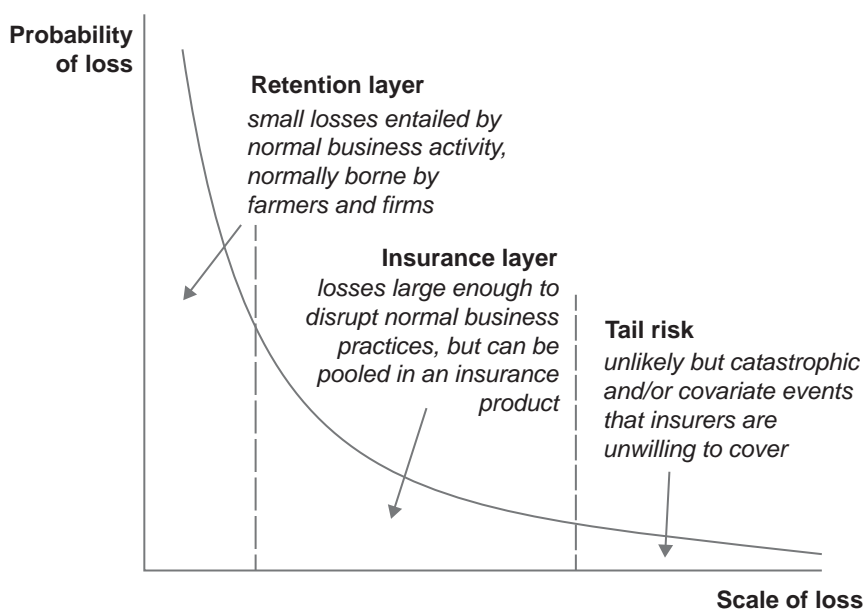 Probability
of loss
Retention layer
small losses entailed by
normal business activity,
normally borne by
farmers and firms
Insurance layer
losses large enough to
disrupt normal business
practices, but can be
pooled in an insurance
product
Tail risk
unlikely but catastrophic
and/or covariate events
that insurers are
unwilling to cover
Scale of loss